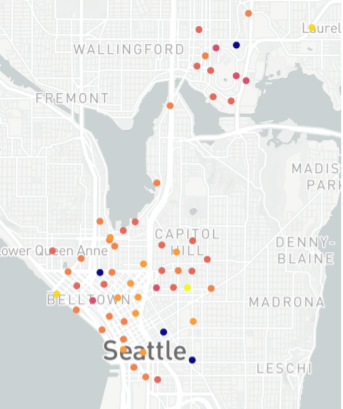 Laurel
WALLINGFORD
FREMONT
MADIS
PARK
CAPITOL
HILL
ower Queen Anne
DENNY-
BLAINE
BELLTOWN
MADRONA
Seattle
LESCHI